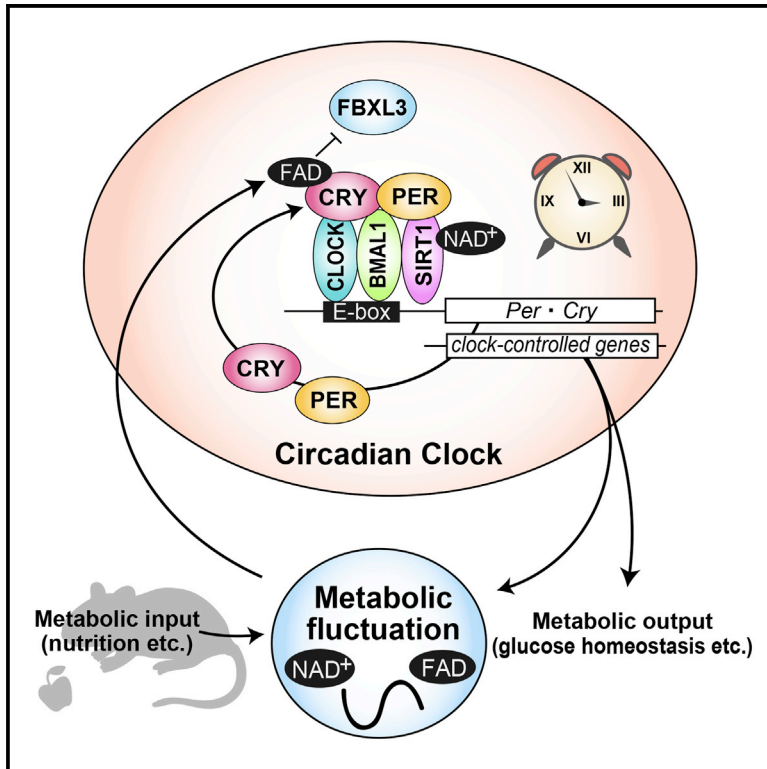 FBXL3
FAD
CRY
PER
CLOCK
BMAL1
SIRT1
NAD+
XII
IX
III
VI
E-box
Per・Cry
clock-controlled genes
CRY
PER
Circadian Clock
Metabolic input
(nutrition etc.)
Metabolic
fluctuation
NAD+
FAD
Metabolic output
(glucose homeostasis etc.)